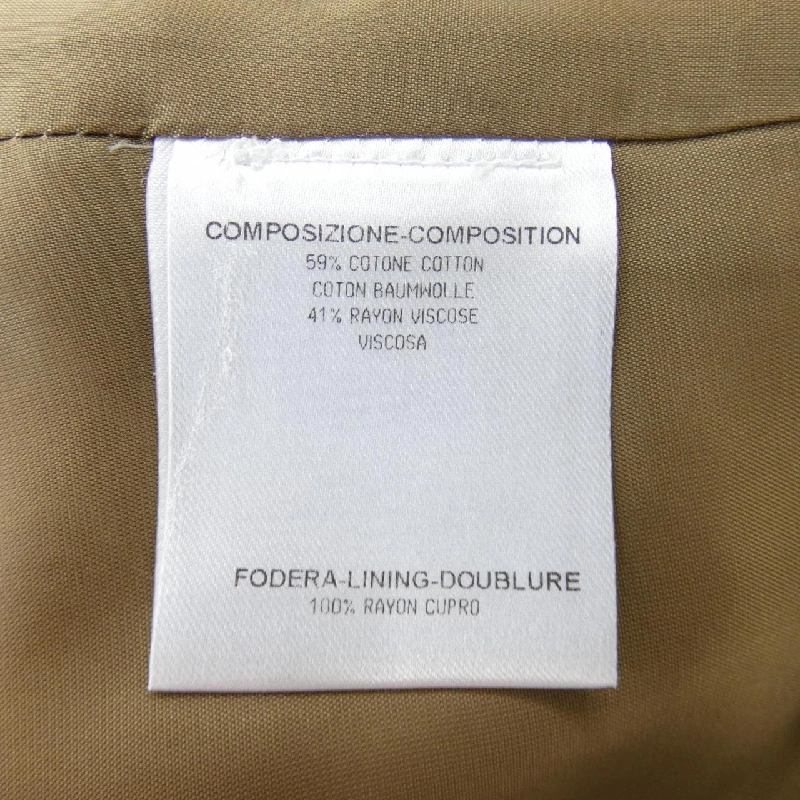 COMPOSIZIONE-COMPOSITION
59% COTONE COTTON
COTON BAUMWOLLE
41% RAYON VISCOSE
VISCOSA
FODERA-LINING-DOUBLURE
100% RAYON CUPRO